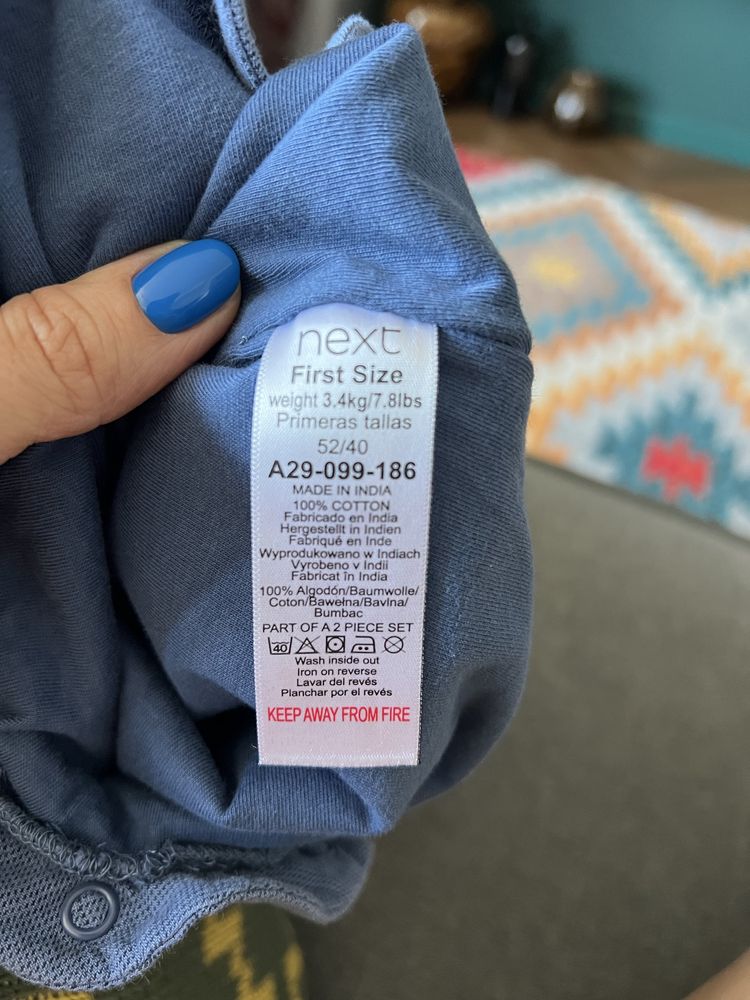 next
First Size
weight 3.4kg/7.8lbs
Primeras tallas
52/40
A29-099-186
MADE IN INDIA
100% COTTON
Fabricado en India
Hergestellt in Indien
Fabriqué en Inde
Wyprodukowano w Indiach
Vyrobeno v Indii
Fabricat în India
100% Algodón/Baumwolle/
Coton/Bawełna/Bavlna/
Bumbac
PART OF A 2 PIECE SET
40
Wash inside out
Iron on reverse
Lavar del revés
Planchar por el revés
KEEP AWAY FROM FIRE